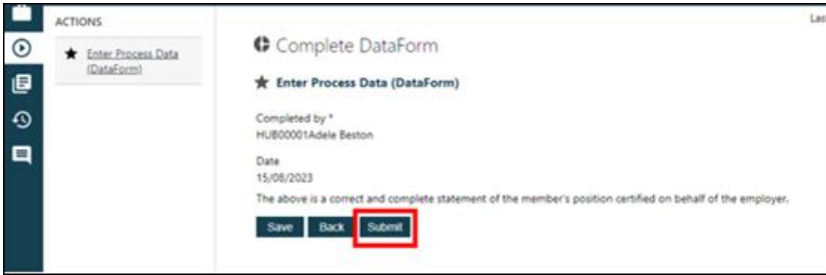 Las
ACTIONS
Enter Process Data
(DataForm)
Complete DataForm
Enter Process Data (DataForm)
Completed by *
HUB00001Adele Beston
Date
15/08/2023
The above is a correct and complete statement of the member's position certified on behalf of the employer.
Save Back Submit